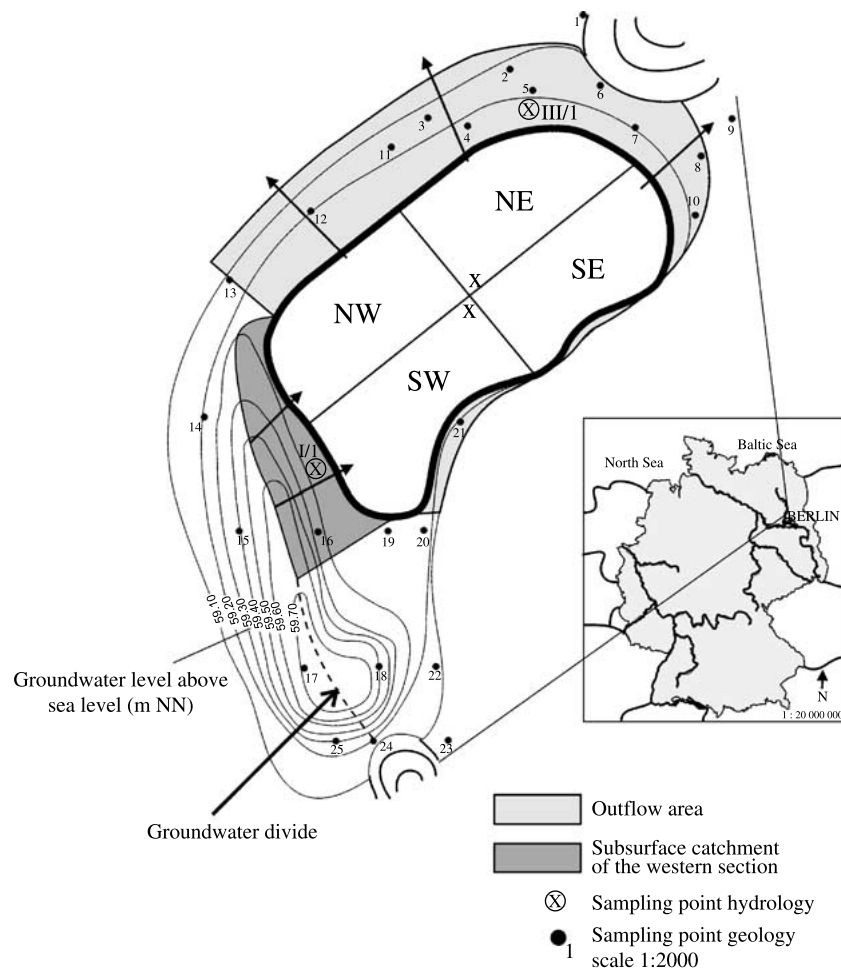 1
2
5
6
III/1
3
4
7
9
11
8
12
10
NE
13
SE
X
X
NW
SW
14
21
I/1
15
16
19
20
59.10
59.20
59.30
59.40
59.50
59.60
59.70
17
18
22
25
24
23
Groundwater level above
sea level (m NN)
Groundwater divide
North Sea
Baltic Sea
BERLIN
N
1 : 20 000 000
Outflow area
Subsurface catchment
of the western section
X Sampling point hydrology
1 Sampling point geology
scale 1:2000